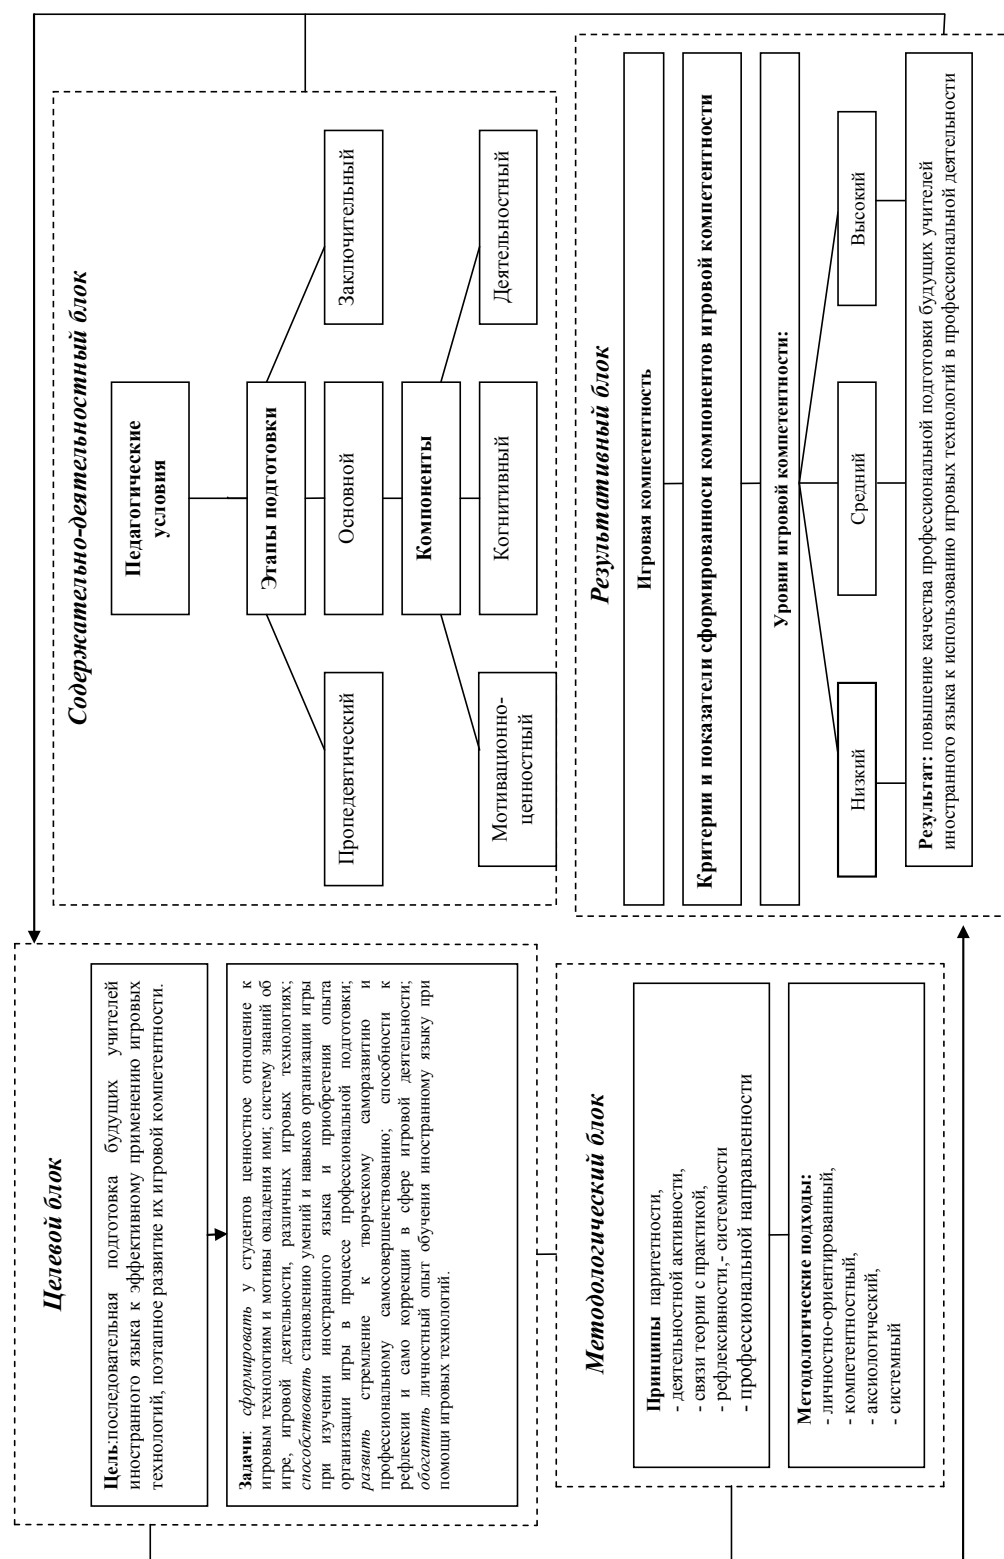 Целевой блок
Цель:последовательная подготовка будущих учителей
иностранного языка к эффективному применению игровых
технологий, поэтапное развитие их игровой компетентности.
Задачи: сформировать у студентов ценностное отношение к
игровым технологиям и мотивы овладения ими; систему знаний об
игре, игровой деятельности, различных игровых технологиях;
способствовать становлению умений и навыков организации игры
при изучении иностранного языка и приобретения опыта
организации игры в процессе профессиональной подготовки;
развить стремление к творческому саморазвитию и
профессиональному самосовершенствованию; способности к
рефлексии и само коррекции в сфере игровой деятельности;
обогатить личностный опыт обучения иностранному языку при
помощи игровых технологий.
Содержательно-деятельностный блок
Педагогические
условия
Этапы подготовки
Пропедевтический
Основной
Заключительный
Компоненты
Мотивационно-
ценностный
Когнитивный
Деятельностный
Методологический блок
Принципы паритетности,
- деятельностной активности,
- связи теории с практикой,
- рефлексивности,- системности
- профессиональной направленности
Методологические подходы:
- личностно-ориентированный,
- компетентностный,
- аксиологический,
- системный
Результативный блок
Игровая компетентность
Критерии и показатели сформированноси компонентов игровой компетентности
Уровни игровой компетентности:
Низкий
Средний
Высокий
Результат: повышение качества профессиональной подготовки будущих учителей
иностранного языка к использованию игровых технологий в профессиональной деятельности